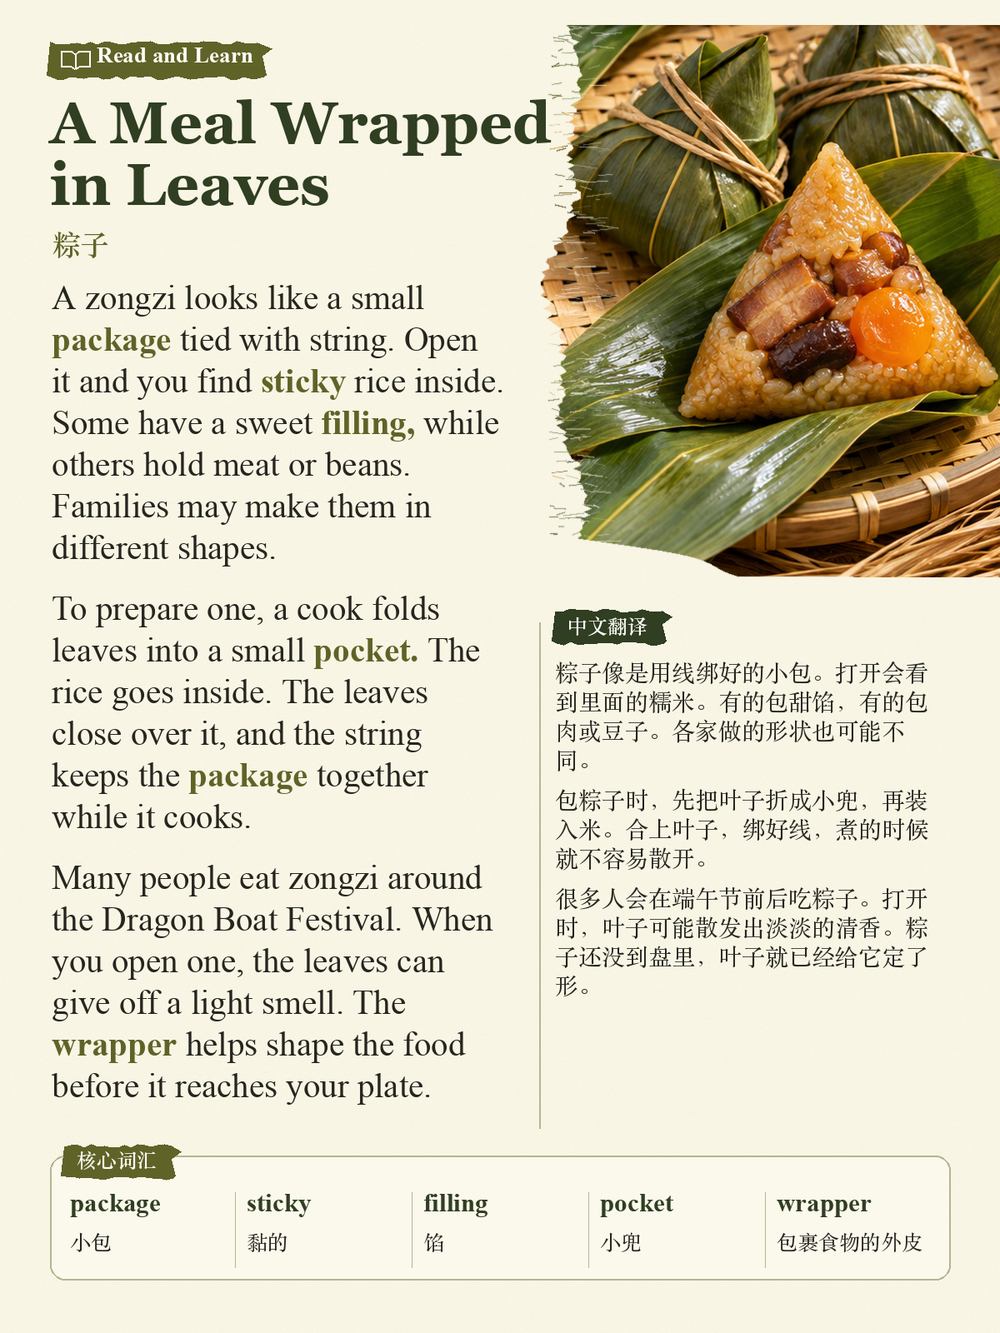 Read and Learn
A Meal Wrapped
in Leaves
粽子
A zongzi looks like a small
package tied with string. Open
it and you find sticky rice inside.
Some have a sweet filling, while
others hold meat or beans.
Families may make them in
different shapes.
To prepare one, a cook folds
leaves into a small pocket. The
rice goes inside. The leaves
close over it, and the string
keeps the package together
while it cooks.
Many people eat zongzi around
the Dragon Boat Festival. When
you open one, the leaves can
give off a light smell. The
wrapper helps shape the food
before it reaches your plate.
中文翻译
粽子像是用线绑好的小包。打开会看
到里面的糯米。有的包甜馅，有的包
肉或豆子。各家做的形状也可能不
同。
包粽子时，先把叶子折成小兜，再装
入米。合上叶子，绑好线，煮的时候
就不容易散开。
很多人会在端午节前后吃粽子。打开
时，叶子可能散发出淡淡的清香。粽
子还没到盘里，叶子就已经给它定了
形。
核心词汇
package
小包
sticky
黏的
filling
馅
pocket
小兜
wrapper
包裹食物的外皮